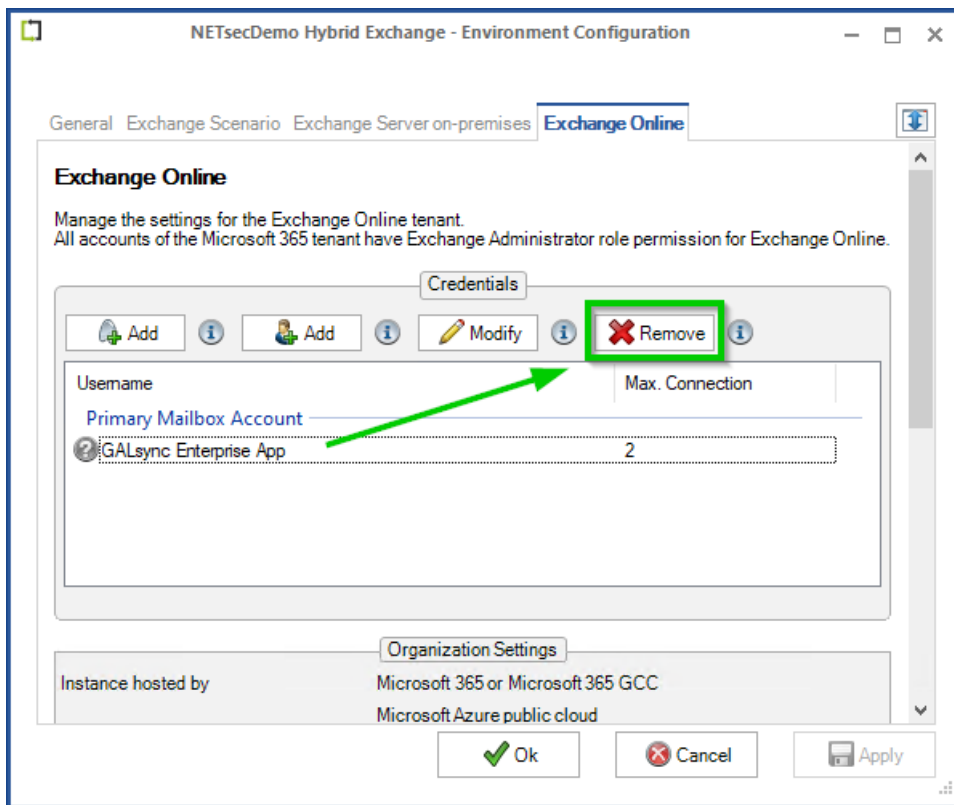 NETsecDemo Hybrid Exchange - Environment Configuration
General Exchange Scenario Exchange Server on-premises Exchange Online
Exchange Online
Manage the settings for the Exchange Online tenant.
All accounts of the Microsoft 365 tenant have Exchange Administrator role permission for Exchange Online.
Credentials
Add Add Modify Remove
Username Max. Connection
Primary Mailbox Account
GALsync Enterprise App 2
Organization Settings
Instance hosted by Microsoft 365 or Microsoft 365 GCC
Microsoft Azure public cloud
Ok Cancel Apply